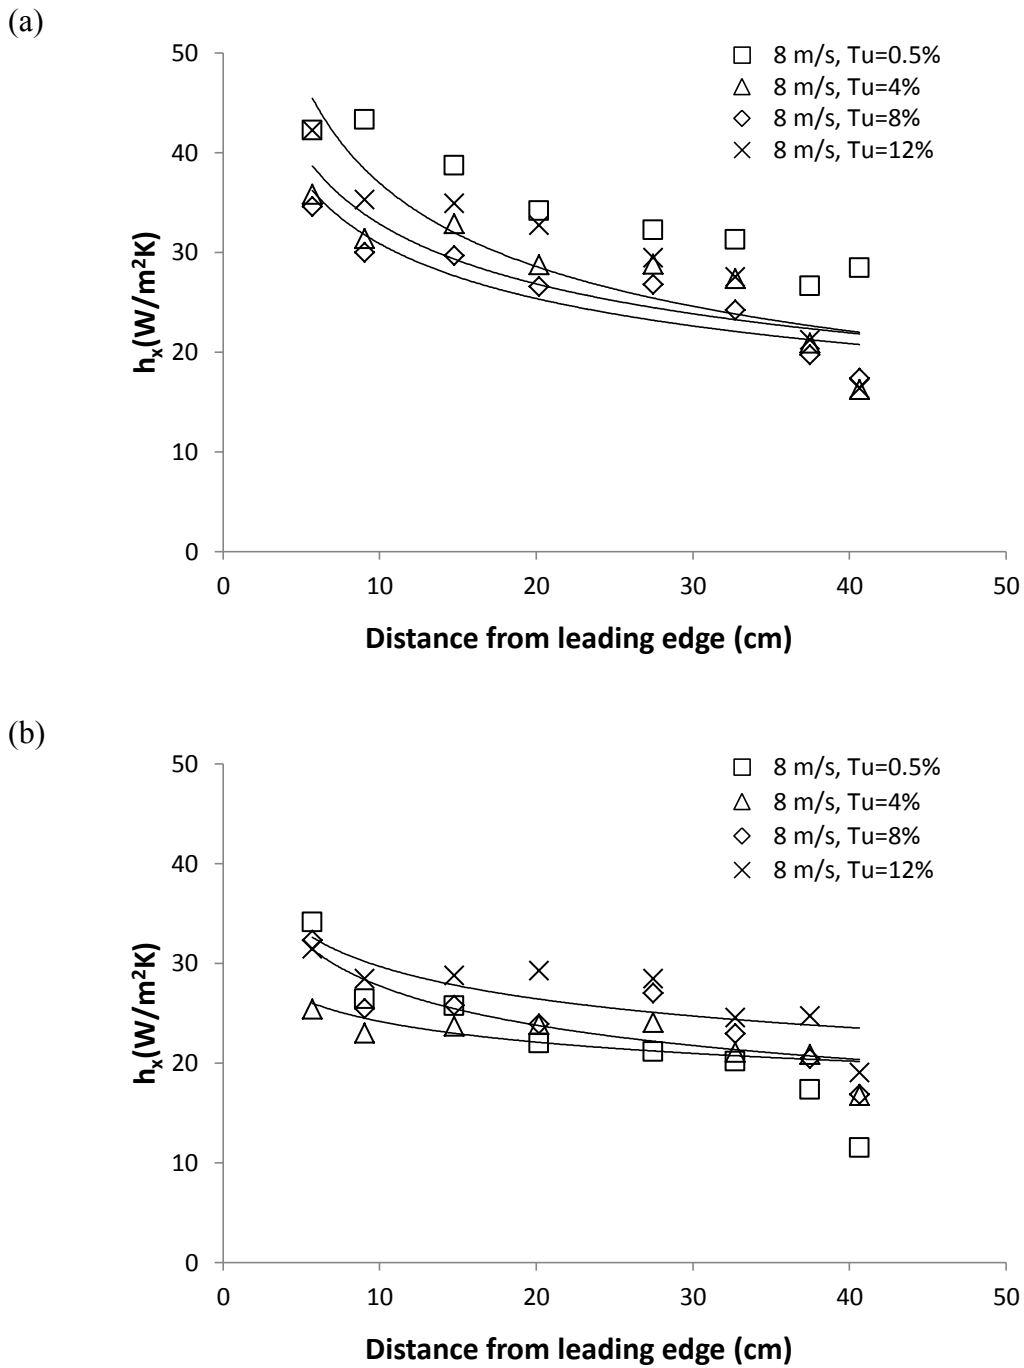 (a)
50
40
30
20
10
0
hₓ(W/m²K)
8 m/s, Tu=0.5%
8 m/s, Tu=4%
8 m/s, Tu=8%
8 m/s, Tu=12%
0 10 20 30 40 50
Distance from leading edge (cm)
(b)
50
40
30
20
10
0
hₓ(W/m²K)
8 m/s, Tu=0.5%
8 m/s, Tu=4%
8 m/s, Tu=8%
8 m/s, Tu=12%
0 10 20 30 40 50
Distance from leading edge (cm)